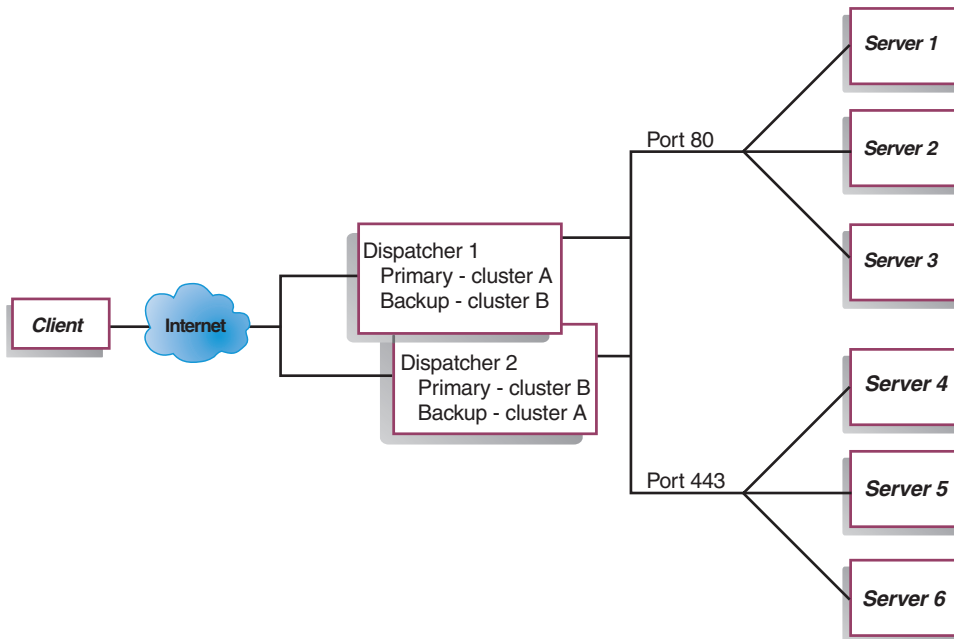 Client
Internet
Dispatcher 1
Primary - cluster A
Backup - cluster B
Dispatcher 2
Primary - cluster B
Backup - cluster A
Port 80
Server 1
Server 2
Server 3
Port 443
Server 4
Server 5
Server 6